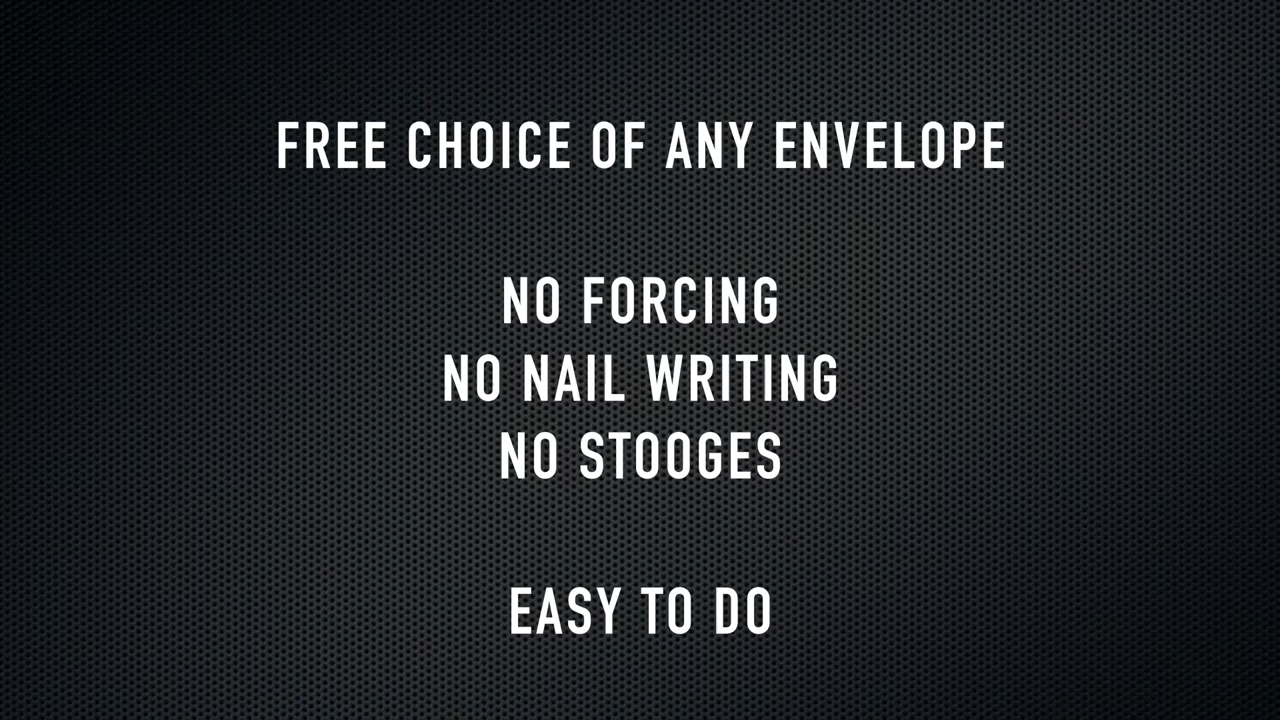 FREE CHOICE OF ANY ENVELOPE
NO FORCING
NO NAIL WRITING
NO STOOGES
EASY TO DO